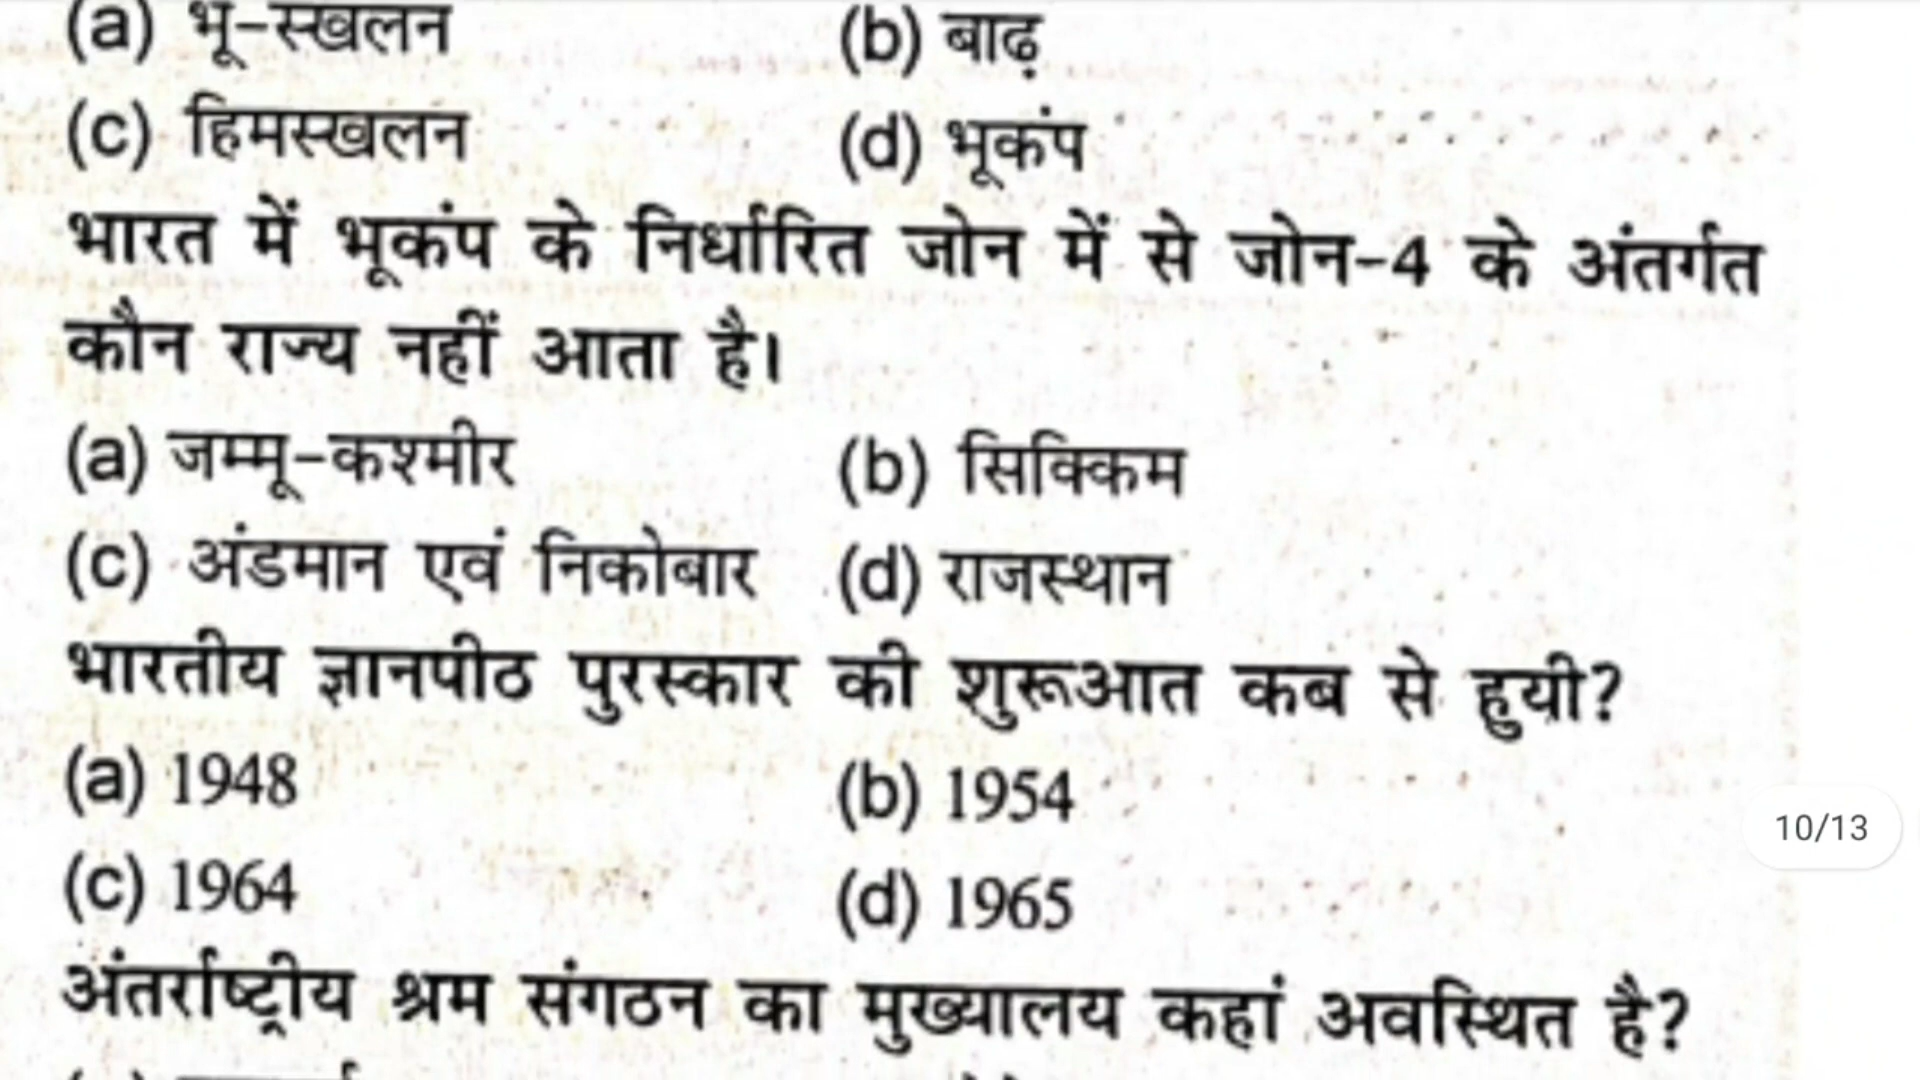 (a) भू-स्खलन (b) बाढ़
(c) हिमस्खलन (d) भूकंप
भारत में भूकंप के निर्धारित जोन में से जोन-4 के अंतर्गत
कौन राज्य नहीं आता है।
(a) जम्मू-कश्मीर (b) सिक्किम
(c) अंडमान एवं निकोबार (d) राजस्थान
भारतीय ज्ञानपीठ पुरस्कार की शुरूआत कब से हुयी?
(a) 1948 (b) 1954
10/13
(c) 1964 (d) 1965
अंतर्राष्ट्रीय श्रम संगठन का मुख्यालय कहां अवस्थित है?